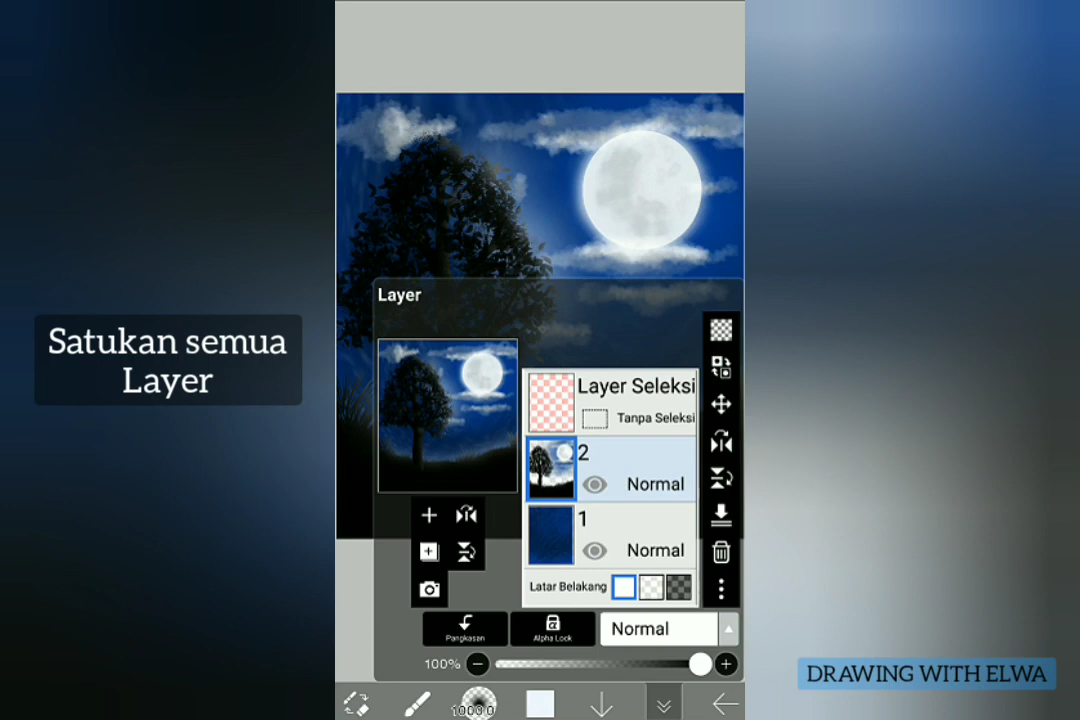 Satukan semua
Layer
Layer
Layer Seleksi
Tanpa Seleksi
2
Normal
1
Normal
Latar Belakang
Pangkasan
Alpha Lock
Normal
100%
1000.0
DRAWING WITH ELWA